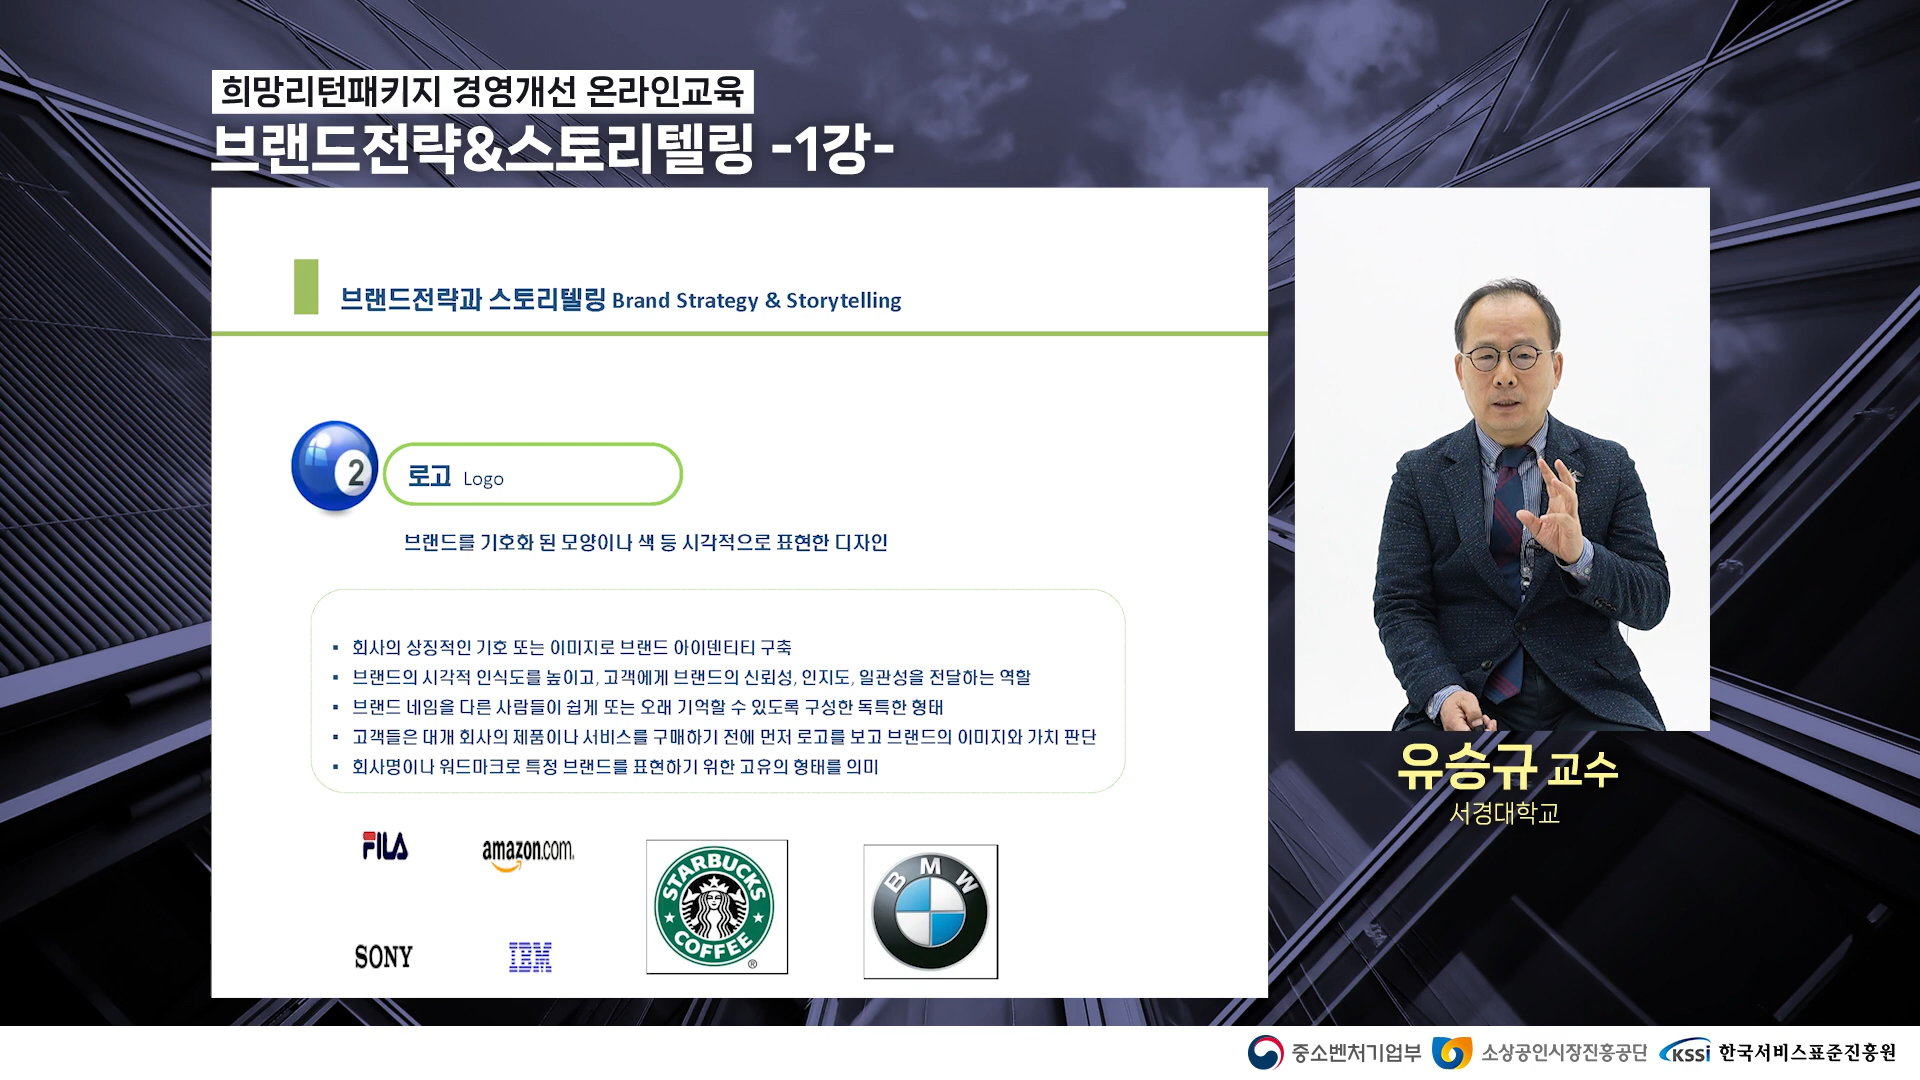 희망리턴패키지 경영개선 온라인교육
브랜드전략&스토리텔링 -1강-
브랜드전략과 스토리텔링 Brand Strategy & Storytelling
2
로고 Logo
브랜드를 기호화 된 모양이나 색 등 시각적으로 표현한 디자인
▪ 회사의 상징적인 기호 또는 이미지로 브랜드 아이덴티티 구축
▪ 브랜드의 시각적 인식도를 높이고, 고객에게 브랜드의 신뢰성, 인지도, 일관성을 전달하는 역할
▪ 브랜드 네임을 다른 사람들이 쉽게 또는 오래 기억할 수 있도록 구성한 독특한 형태
▪ 고객들은 대개 회사의 제품이나 서비스를 구매하기 전에 먼저 로고를 보고 브랜드의 이미지와 가치 판단
▪ 회사명이나 워드마크로 특정 브랜드를 표현하기 위한 고유의 형태를 의미
FILA
amazon.com.
STARBUCKS
COFFEE
®
BMW
SONY
IBM
유승규 교수
서경대학교
중소벤처기업부
소상공인시장진흥공단
KSSi 한국서비스표준진흥원